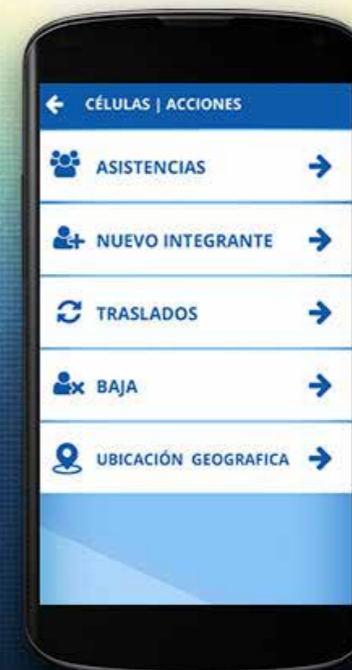 CÉLULAS | ACCIONES
ASISTENCIAS
NUEVO INTEGRANTE
TRASLADOS
BAJA
UBICACIÓN GEOGRAFICA